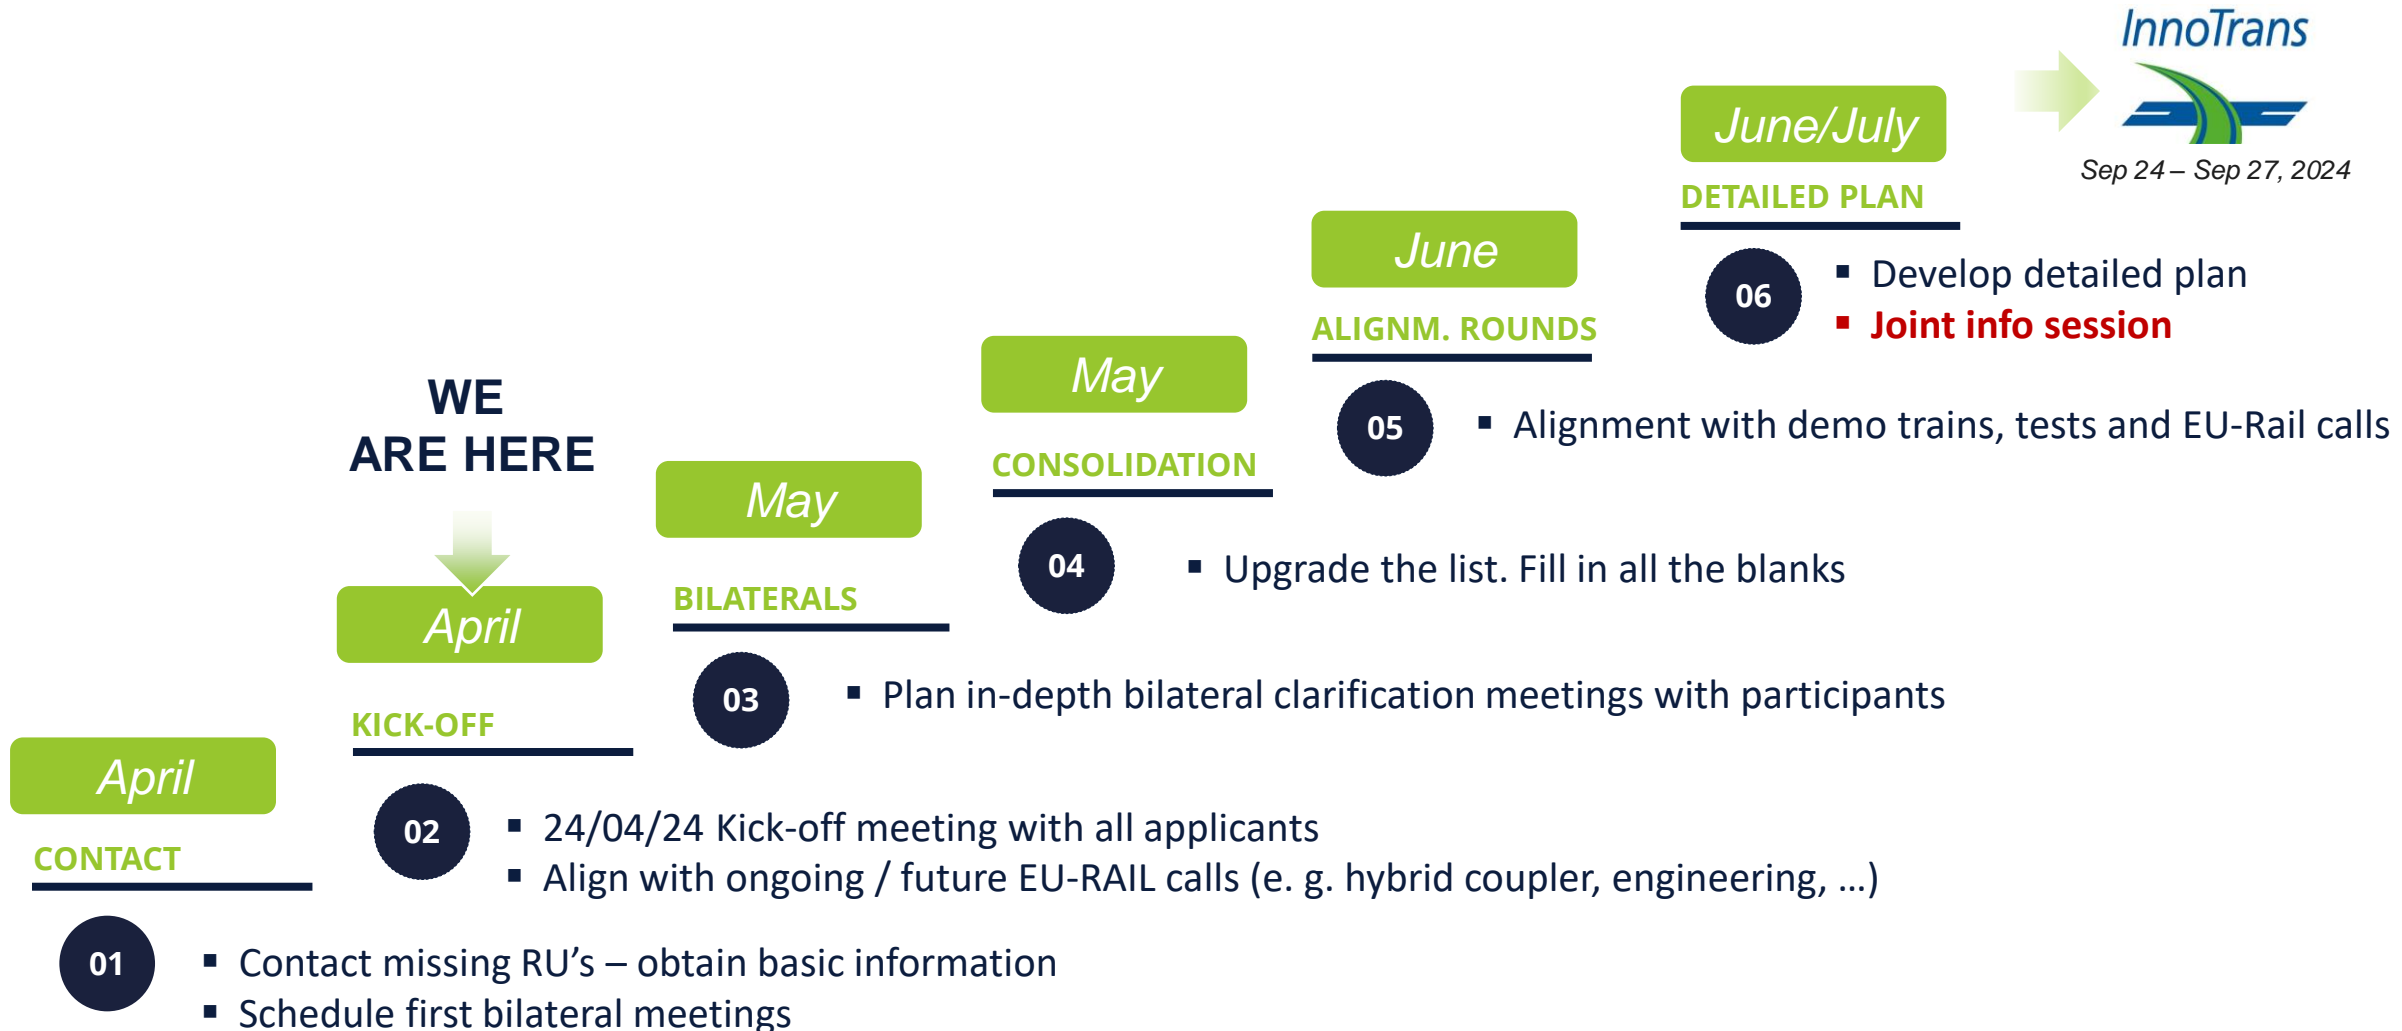 InnoTrans
Sep 24 – Sep 27, 2024
June/July
DETAILED PLAN
06
▪ Develop detailed plan
▪ Joint info session
June
ALIGNM. ROUNDS
05
▪ Alignment with demo trains, tests and EU-Rail calls
May
CONSOLIDATION
04
▪ Upgrade the list. Fill in all the blanks
WE
ARE HERE
May
BILATERALS
03
▪ Plan in-depth bilateral clarification meetings with participants
April
KICK-OFF
02
▪ 24/04/24 Kick-off meeting with all applicants
▪ Align with ongoing / future EU-RAIL calls (e. g. hybrid coupler, engineering, ...)
April
CONTACT
01
▪ Contact missing RU’s – obtain basic information
▪ Schedule first bilateral meetings